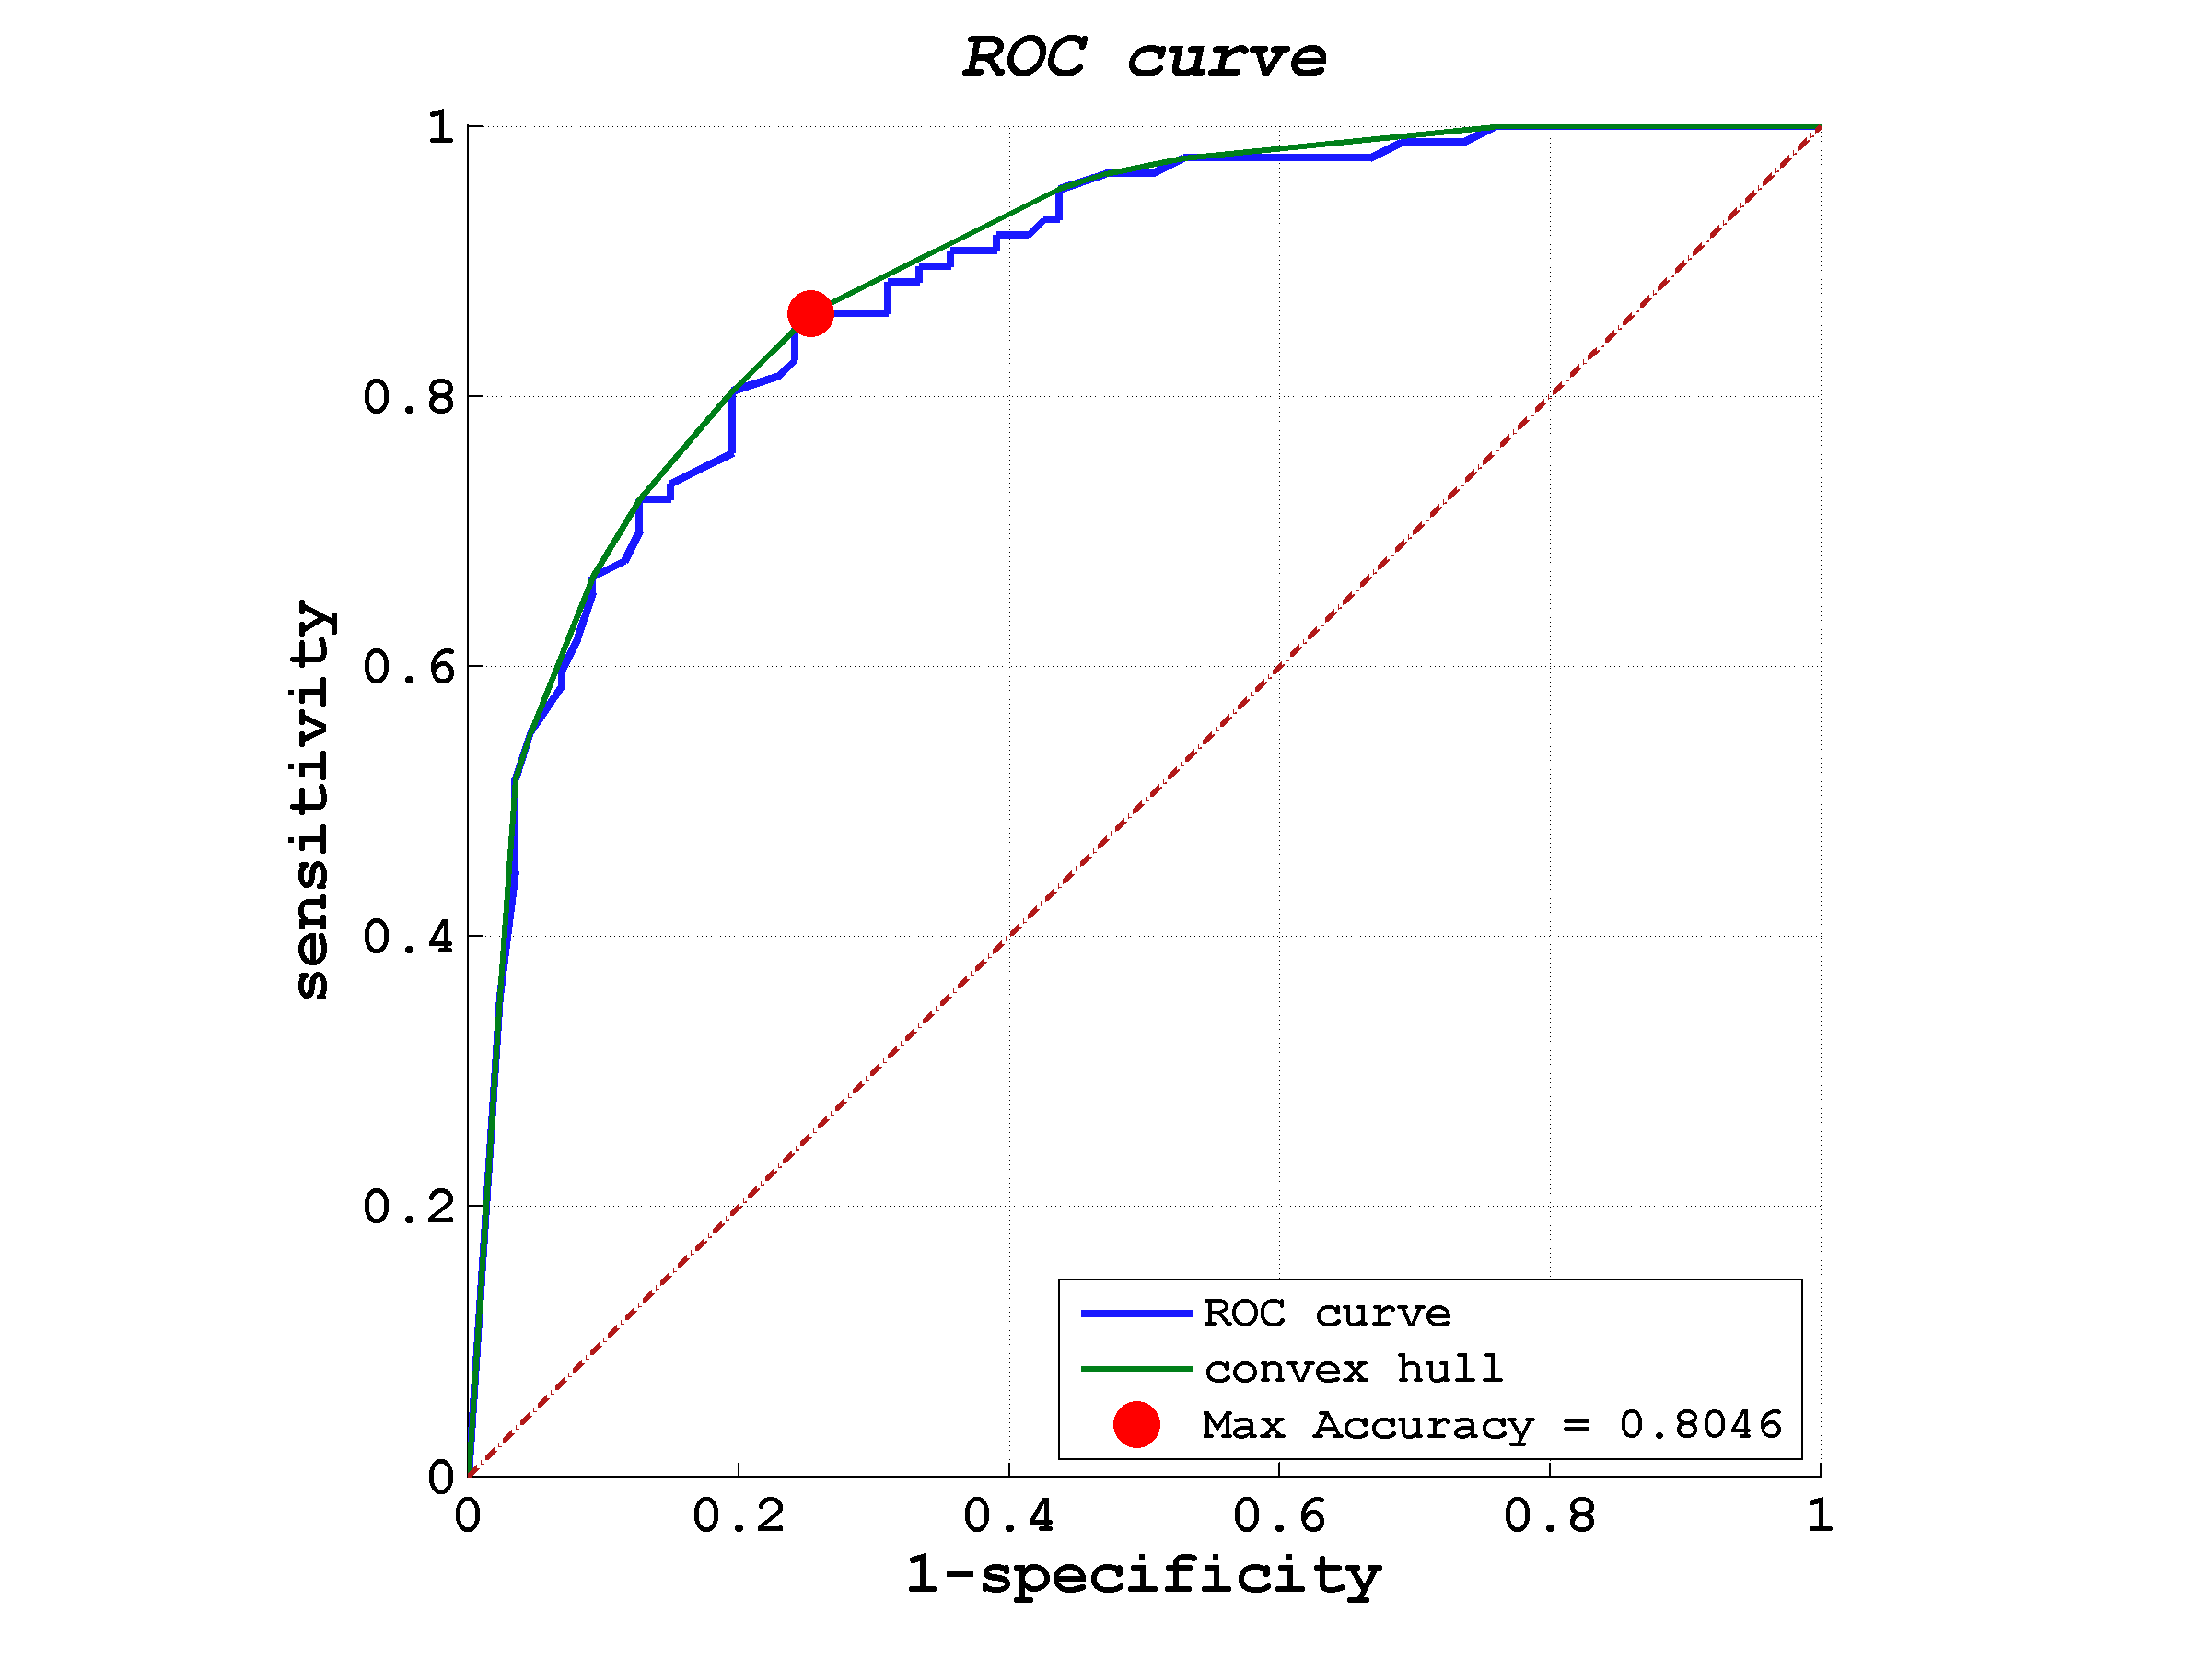 ROC curve
1
0.8
0.6
0.4
0.2
0
sensitivity
ROC curve
convex hull
Max Accuracy = 0.8046
0 0.2 0.4 0.6 0.8 1
1-specificity